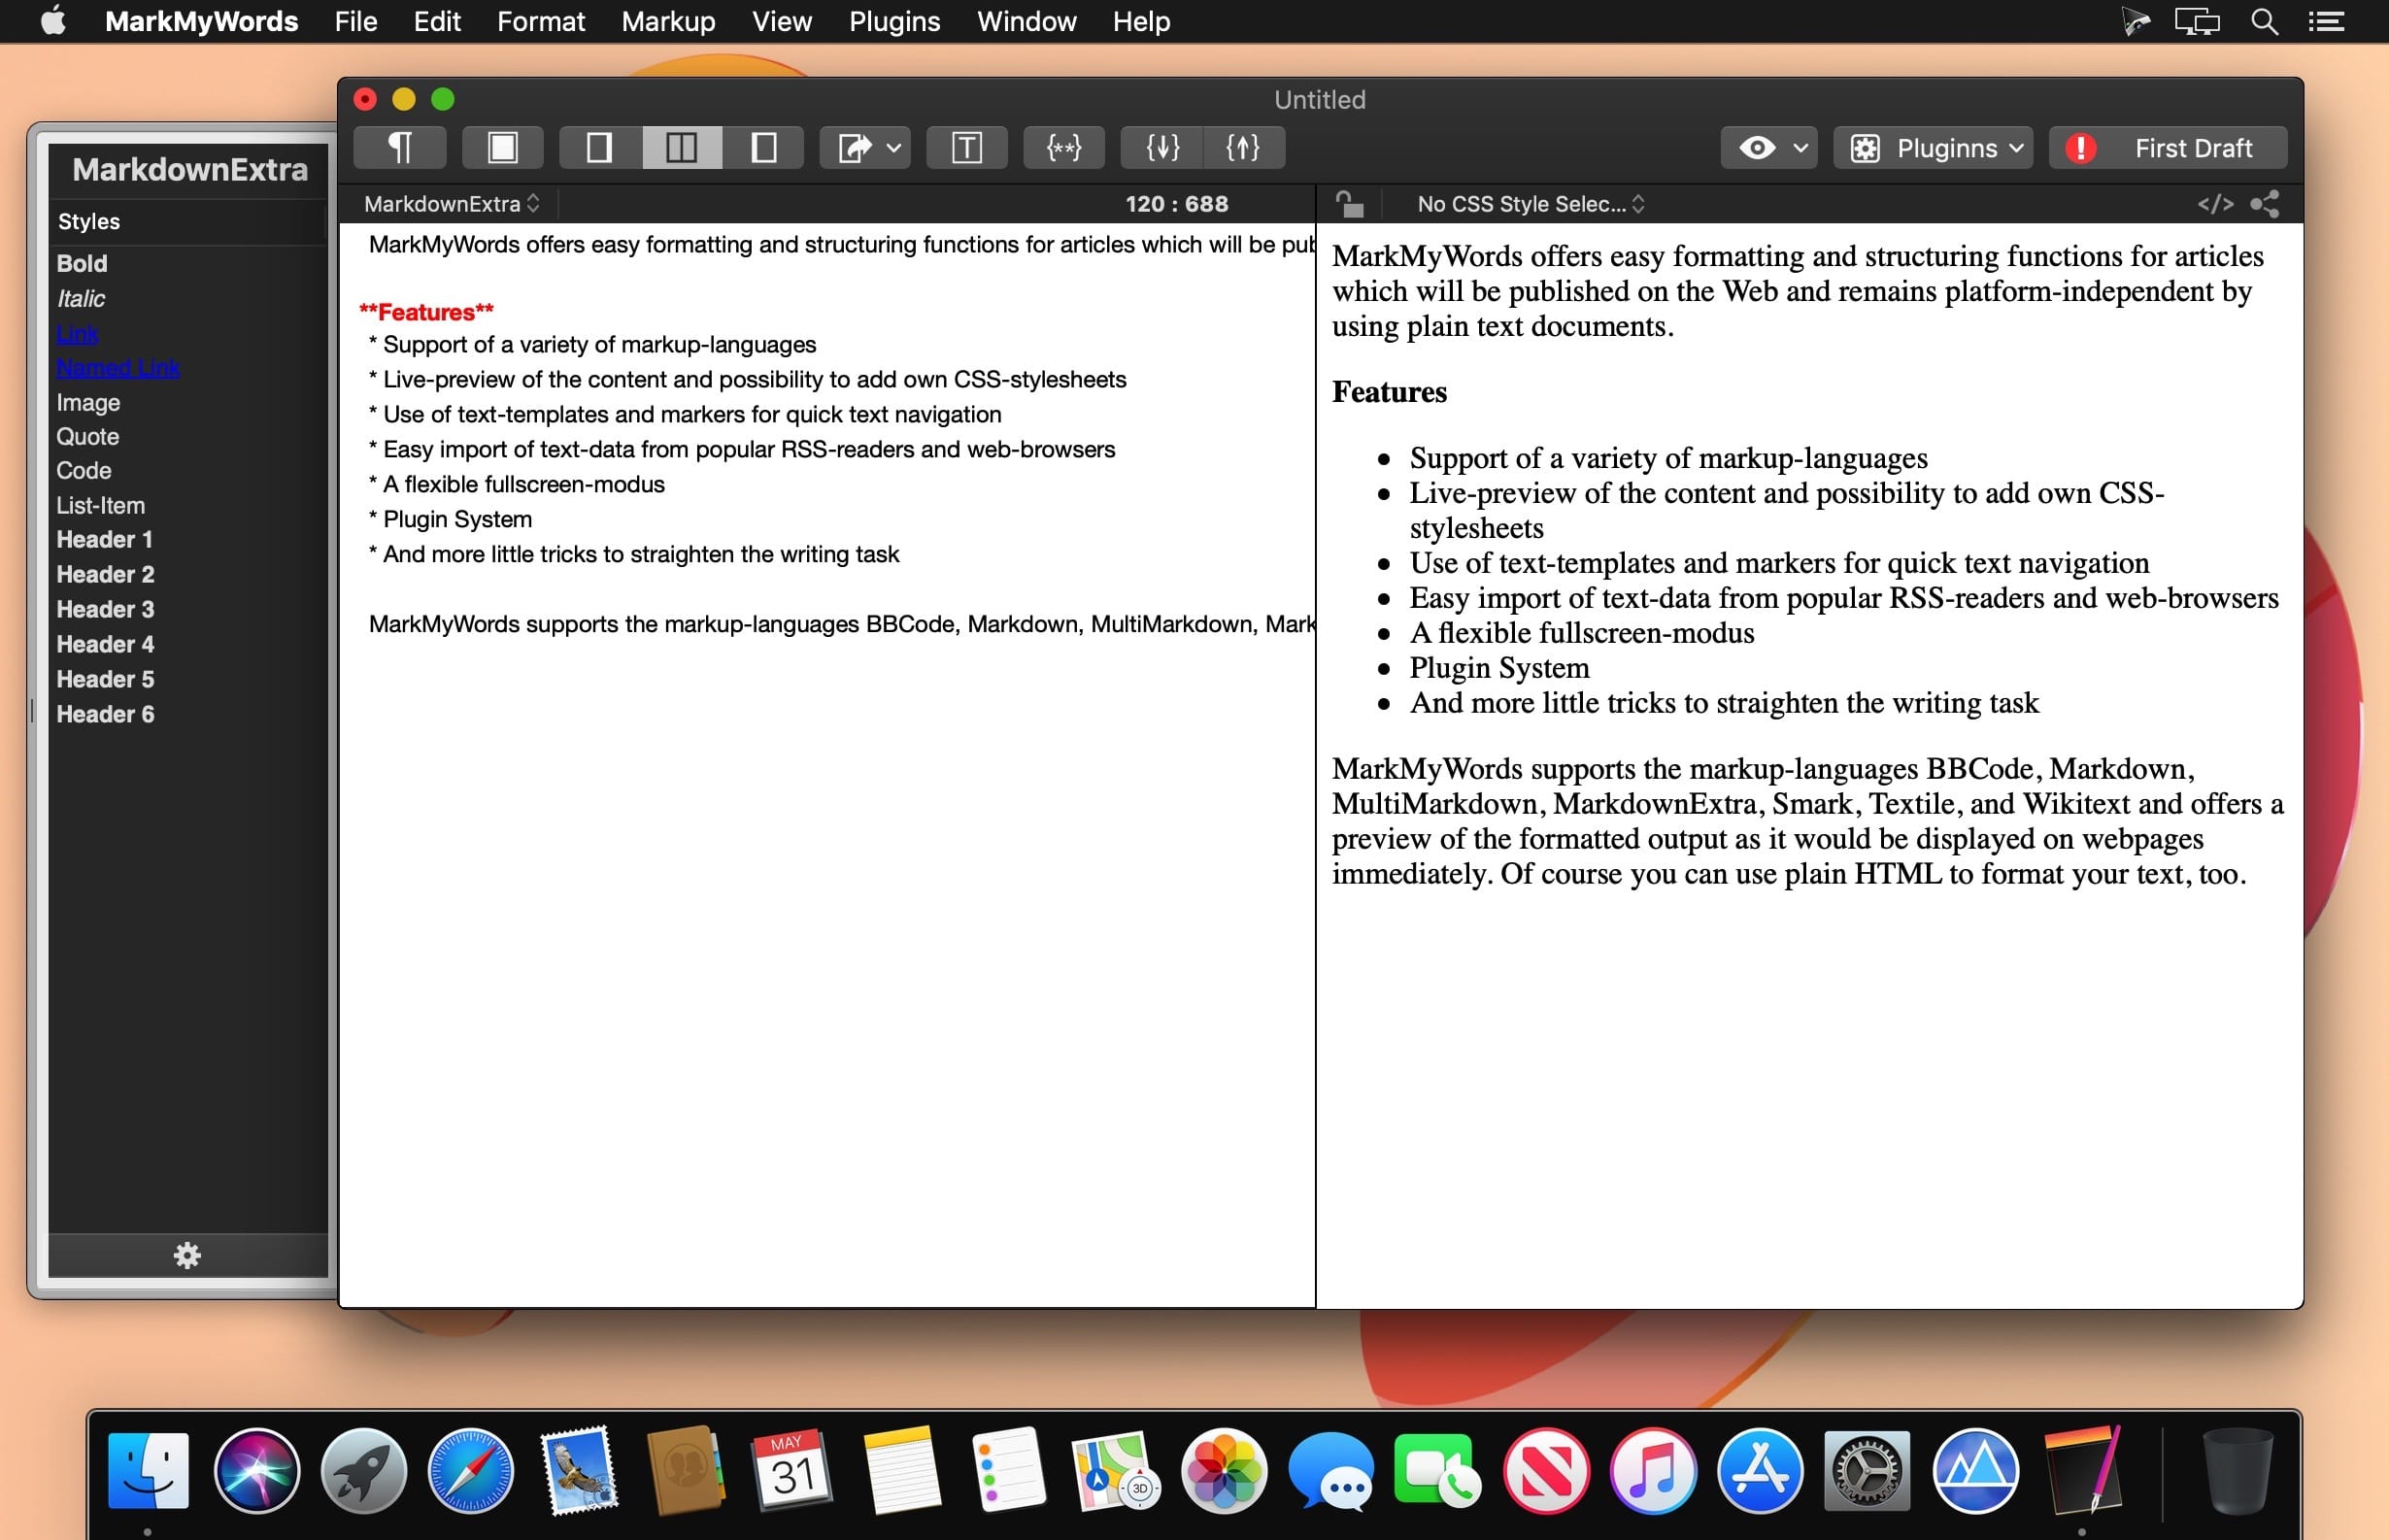 MarkMyWords File Edit Format Markup View Plugins Window Help
Untitled
Pluginns
First Draft
MarkdownExtra
Styles
Bold
Italic
Link
Named Link
Image
Quote
Code
List-Item
Header 1
Header 2
Header 3
Header 4
Header 5
Header 6
MarkdownExtra
120 : 688
MarkMyWords offers easy formatting and structuring functions for articles which will be pub
**Features**
* Support of a variety of markup-languages
* Live-preview of the content and possibility to add own CSS-stylesheets
* Use of text-templates and markers for quick text navigation
* Easy import of text-data from popular RSS-readers and web-browsers
* A flexible fullscreen-modus
* Plugin System
* And more little tricks to straighten the writing task
MarkMyWords supports the markup-languages BBCode, Markdown, MultiMarkdown, Mark
No CSS Style Selec...
</>
MarkMyWords offers easy formatting and structuring functions for articles
which will be published on the Web and remains platform-independent by
using plain text documents.
Features
• Support of a variety of markup-languages
• Live-preview of the content and possibility to add own CSS-
stylesheets
• Use of text-templates and markers for quick text navigation
• Easy import of text-data from popular RSS-readers and web-browsers
• A flexible fullscreen-modus
• Plugin System
• And more little tricks to straighten the writing task
MarkMyWords supports the markup-languages BBCode, Markdown,
MultiMarkdown, MarkdownExtra, Smark, Textile, and Wikitext and offers a
preview of the formatted output as it would be displayed on webpages
immediately. Of course you can use plain HTML to format your text, too.
MAY
31
3D